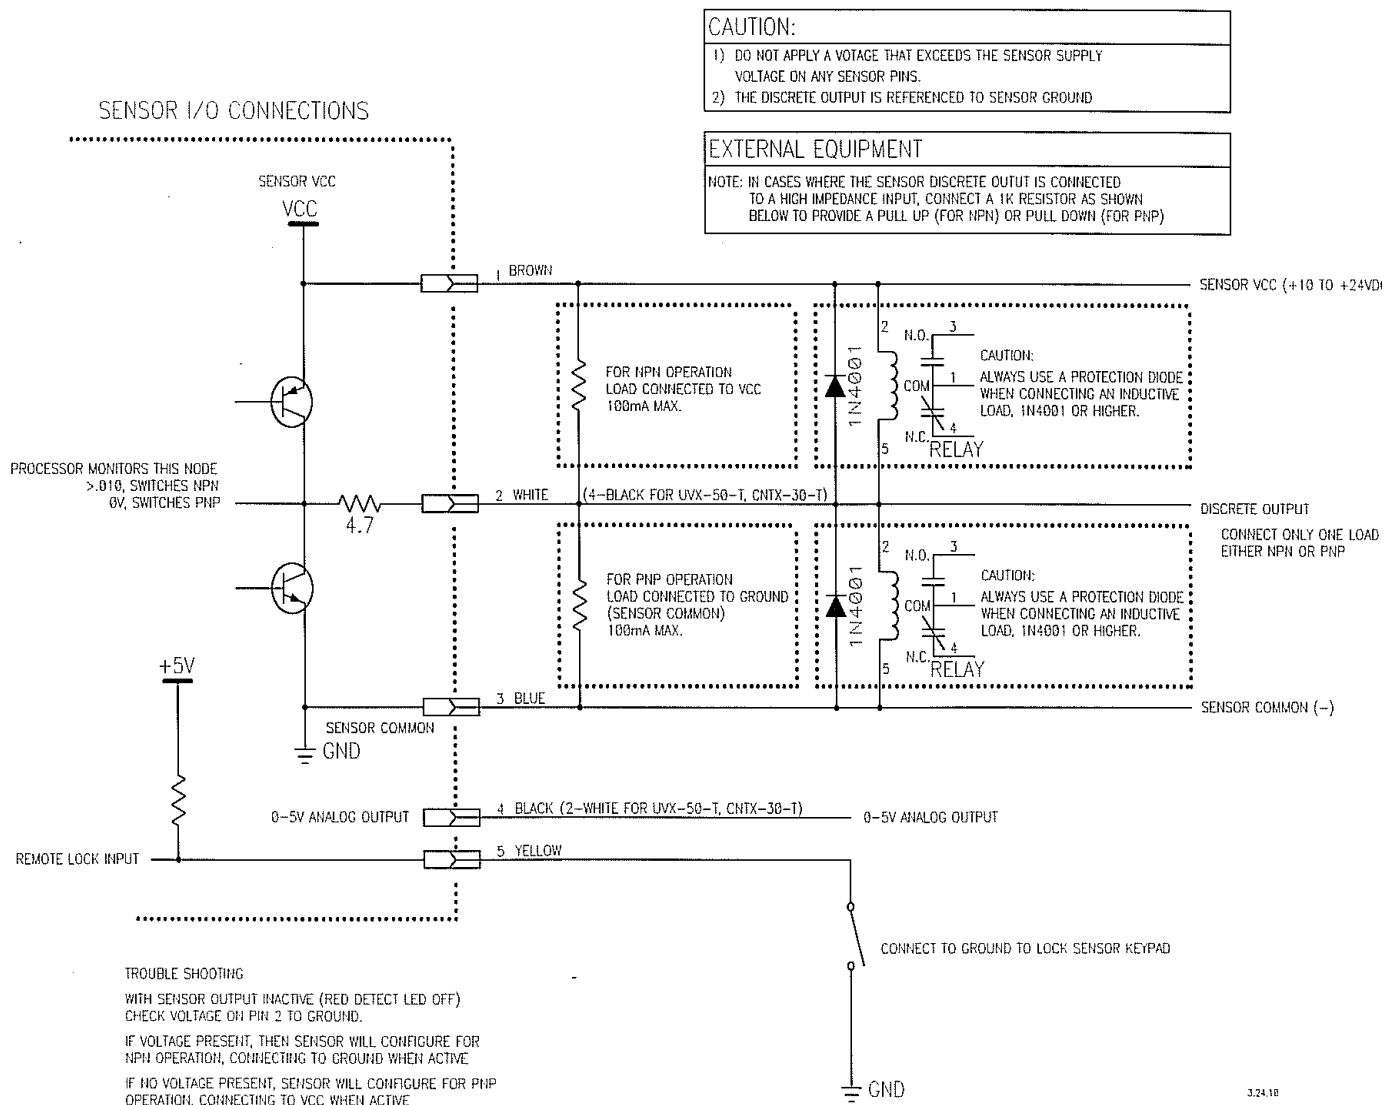 CAUTION:
1) DO NOT APPLY A VOTAGE THAT EXCEEDS THE SENSOR SUPPLY
VOLTAGE ON ANY SENSOR PINS.
2) THE DISCRETE OUTPUT IS REFERENCED TO SENSOR GROUND
SENSOR I/O CONNECTIONS
EXTERNAL EQUIPMENT
NOTE: IN CASES WHERE THE SENSOR DISCRETE OUTUT IS CONNECTED
TO A HIGH IMPEDANCE INPUT, CONNECT A 1K RESISTOR AS SHOWN
BELOW TO PROVIDE A PULL UP (FOR NPN) OR PULL DOWN (FOR PNP)
SENSOR VCC
VCC
1 BROWN
SENSOR VCC (+10 TO +24VD
FOR NPN OPERATION
LOAD CONNECTED TO VCC
100mA MAX.
1N4001
2
5
N.O.
3
COM
1
N.C.
4
RELAY
CAUTION:
ALWAYS USE A PROTECTION DIODE
WHEN CONNECTING AN INDUCTIVE
LOAD, 1N4001 OR HIGHER.
PROCESSOR MONITORS THIS NODE
>.010, SWITCHES NPN
0V, SWITCHES PNP
4.7
2 WHITE (4-BLACK FOR UVX-50-T, CNTX-30-T)
DISCRETE OUTPUT
CONNECT ONLY ONE LOAD
EITHER NPN OR PNP
FOR PNP OPERATION
LOAD CONNECTED TO GROUND
(SENSOR COMMON)
100mA MAX.
1N4001
2
5
N.O.
3
COM
1
N.C.
4
RELAY
CAUTION:
ALWAYS USE A PROTECTION DIODE
WHEN CONNECTING AN INDUCTIVE
LOAD, 1N4001 OR HIGHER.
+5V
3 BLUE
SENSOR COMMON
SENSOR COMMON (-)
GND
0-5V ANALOG OUTPUT
4 BLACK (2-WHITE FOR UVX-50-T, CNTX-30-T)
0-5V ANALOG OUTPUT
REMOTE LOCK INPUT
5 YELLOW
CONNECT TO GROUND TO LOCK SENSOR KEYPAD
GND
TROUBLE SHOOTING
WITH SENSOR OUTPUT INACTIVE (RED DETECT LED OFF)
CHECK VOLTAGE ON PIN 2 TO GROUND.
IF VOLTAGE PRESENT, THEN SENSOR WILL CONFIGURE FOR
NPN OPERATION, CONNECTING TO GROUND WHEN ACTIVE
IF NO VOLTAGE PRESENT, SENSOR WILL CONFIGURE FOR PNP
OPERATION, CONNECTING TO VCC WHEN ACTIVE
3.24.10